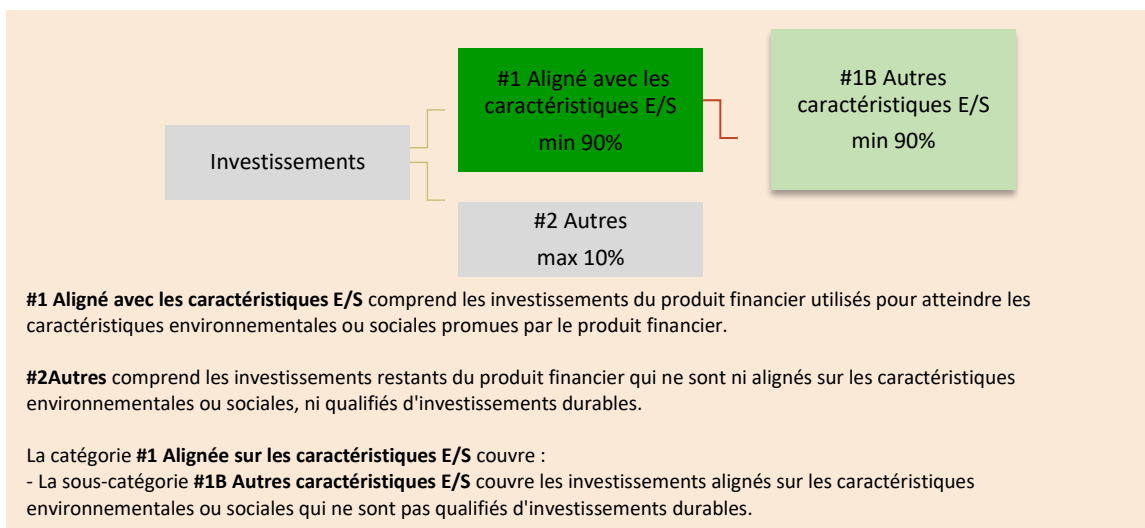 #1 Aligné avec les
caractéristiques E/S
min 90%
#1B Autres
caractéristiques E/S
min 90%
Investissements
#2 Autres
max 10%
#1 Aligné avec les caractéristiques E/S comprend les investissements du produit financier utilisés pour atteindre les
caractéristiques environnementales ou sociales promues par le produit financier.
#2Autres comprend les investissements restants du produit financier qui ne sont ni alignés sur les caractéristiques
environnementales ou sociales, ni qualifiés d'investissements durables.
La catégorie #1 Alignée sur les caractéristiques E/S couvre :
- La sous-catégorie #1B Autres caractéristiques E/S couvre les investissements alignés sur les caractéristiques
environnementales ou sociales qui ne sont pas qualifiés d'investissements durables.